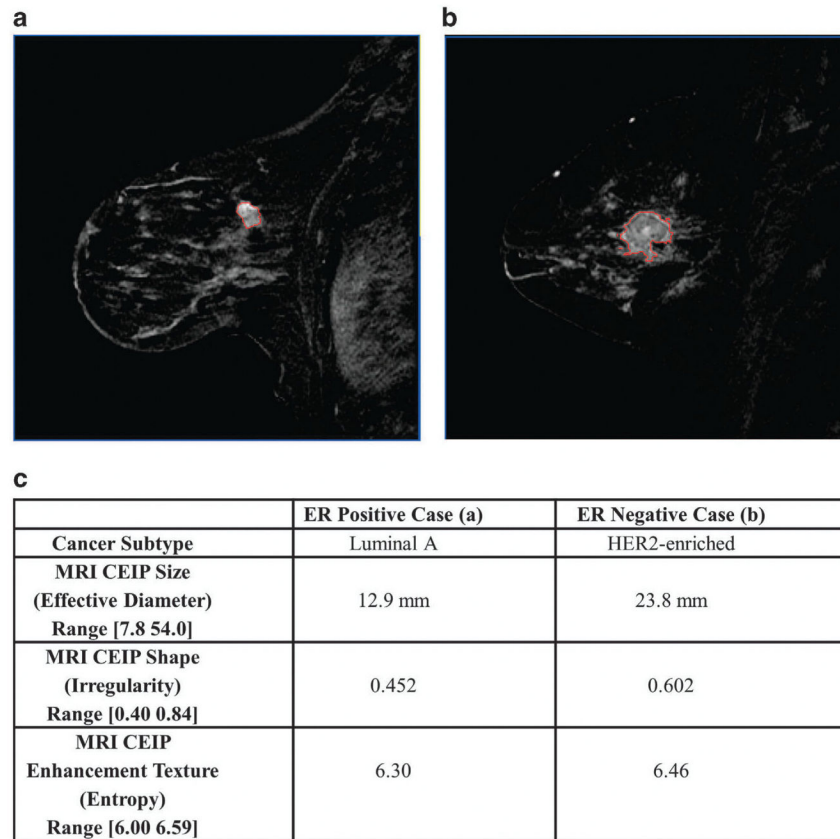 a
b
c
ER Positive Case (a)
ER Negative Case (b)
Cancer Subtype
Luminal A
HER2-enriched
MRI CEIP Size
(Effective Diameter)
Range [7.8 54.0]
12.9 mm
23.8 mm
MRI CEIP Shape
(Irregularity)
Range [0.40 0.84]
0.452
0.602
MRI CEIP
Enhancement Texture
(Entropy)
Range [6.00 6.59]
6.30
6.46